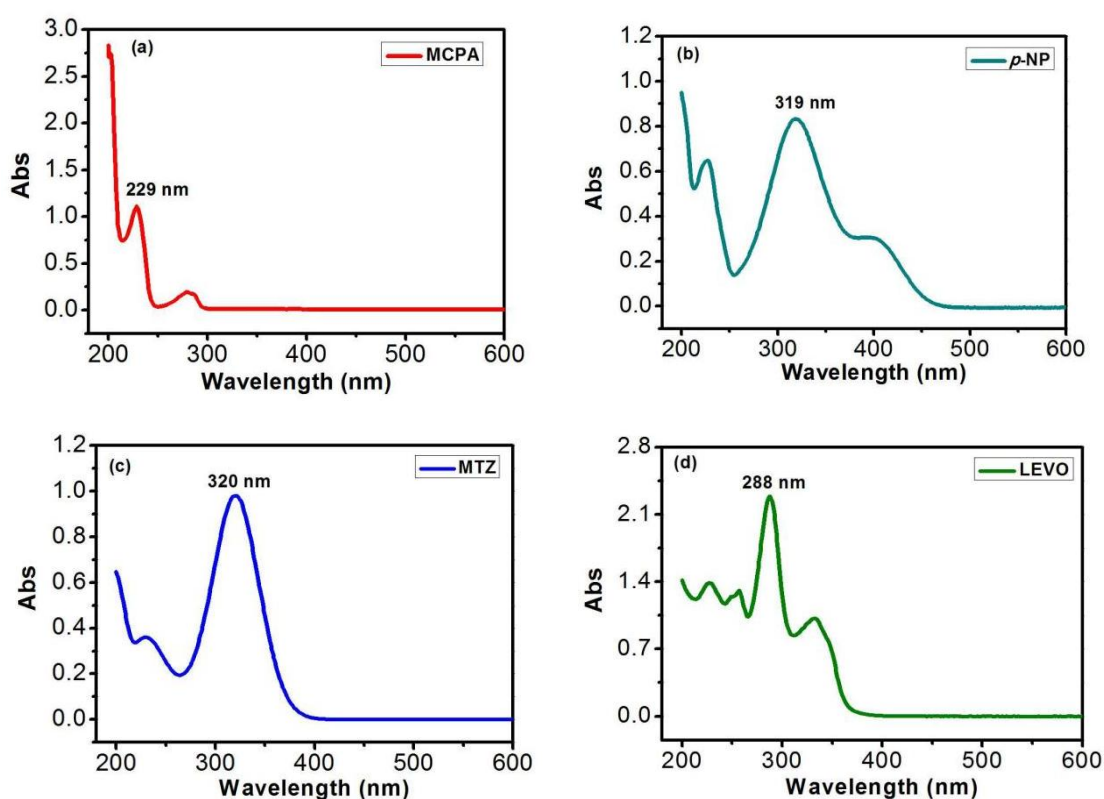 (a)
MCPA
3.0
2.5
2.0
1.5
1.0
0.5
0.0
229 nm
Abs
200 300 400 500 600
Wavelength (nm)
(b)
p-NP
1.2
1.0
0.8
0.6
0.4
0.2
0.0
319 nm
Abs
200 300 400 500 600
Wavelength (nm)
(c)
MTZ
1.2
1.0
0.8
0.6
0.4
0.2
0.0
320 nm
Abs
200 300 400 500 600
Wavelength (nm)
(d)
LEVO
2.8
2.1
1.4
0.7
0.0
288 nm
Abs
200 300 400 500 600
Wavelength (nm)